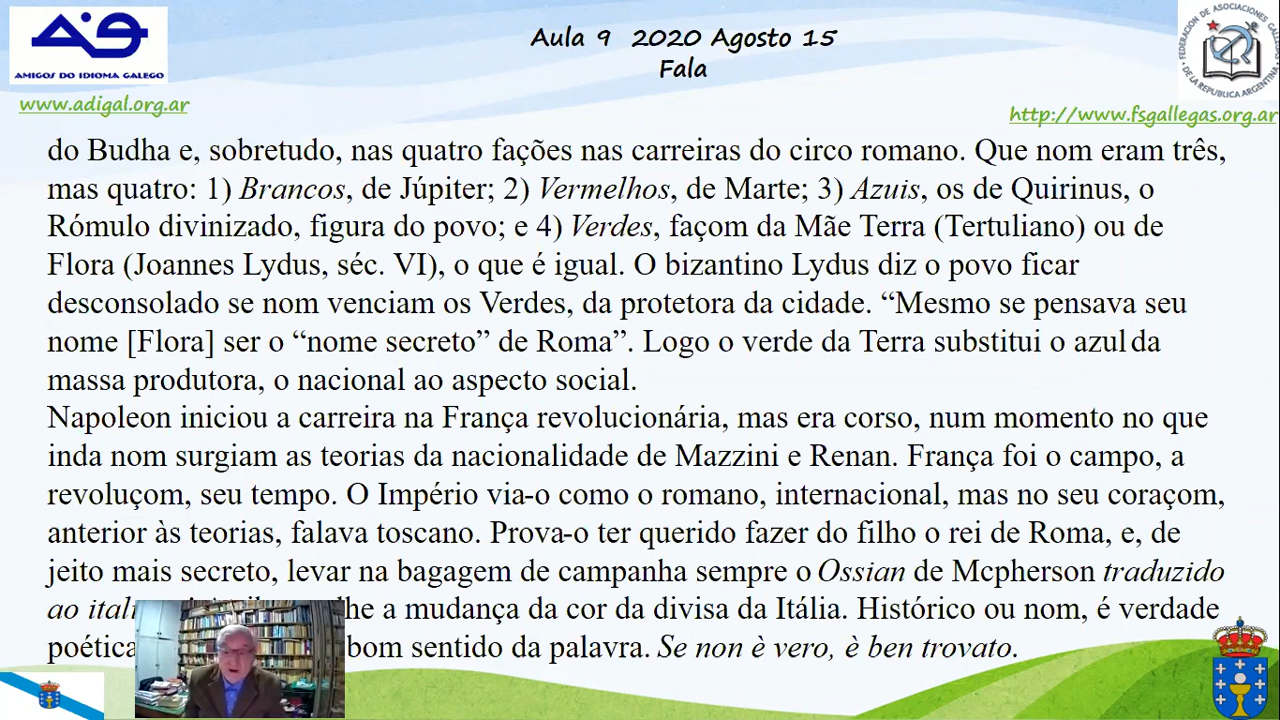 AMIGOS DO IDIOMA GALEGO
www.adigal.org.ar
Aula 9 2020 Agosto 15
Fala
FEDERACION DE ASOCIACIONES GALLEGAS
DE LA REPUBLICA ARGENTINA
http://www.fsgallegas.org.ar
do Budha e, sobretudo, nas quatro fações nas carreiras do circo romano. Que nom eram três,
mas quatro: 1) Brancos, de Júpiter; 2) Vermelhos, de Marte; 3) Azuis, os de Quirinus, o
Rómulo divinizado, figura do povo; e 4) Verdes, façom da Mãe Terra (Tertuliano) ou de
Flora (Joannes Lydus, séc. VI), o que é igual. O bizantino Lydus diz o povo ficar
desconsolado se nom venciam os Verdes, da protetora da cidade. “Mesmo se pensava seu
nome [Flora] ser o “nome secreto” de Roma”. Logo o verde da Terra substitui o azul da
massa produtora, o nacional ao aspecto social.
Napoleon iniciou a carreira na França revolucionária, mas era corso, num momento no que
inda nom surgiam as teorias da nacionalidade de Mazzini e Renan. França foi o campo, a
revoluçom, seu tempo. O Império via-o como o romano, internacional, mas no seu coraçom,
anterior às teorias, falava toscano. Prova-o ter querido fazer do filho o rei de Roma, e, de
jeito mais secreto, levar na bagagem de campanha sempre o Ossian de Mcpherson traduzido
ao a mudança da cor da divisa da Itália. Histórico ou nom, é verdade
poética bom sentido da palavra. Se non è vero, è ben trovato.